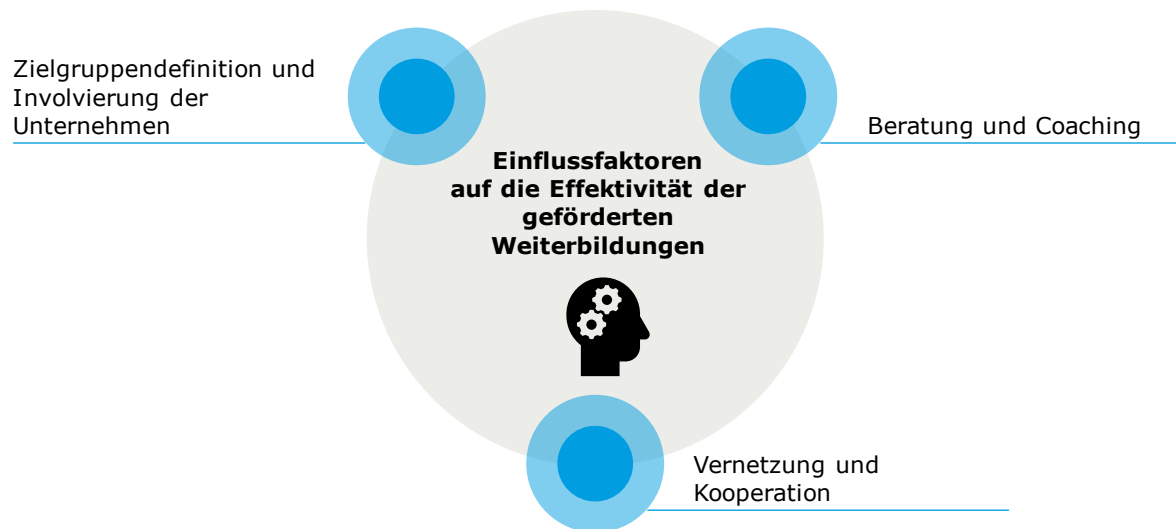 Zielgruppendefinition und
Involvierung der
Unternehmen
Beratung und Coaching
Einflussfaktoren
auf die Effektivität der
geförderten
Weiterbildungen
Vernetzung und
Kooperation